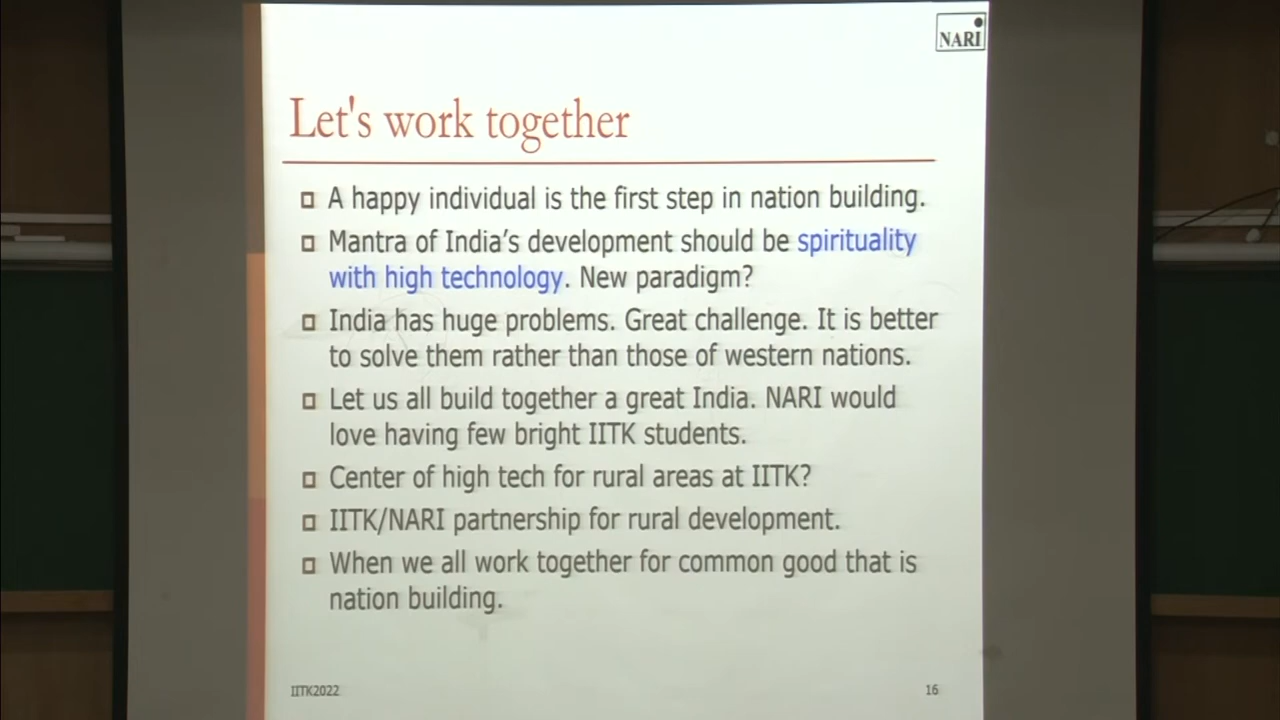 NARI
Let's work together
A happy individual is the first step in nation building.
Mantra of India's development should be spirituality
with high technology. New paradigm?
India has huge problems. Great challenge. It is better
to solve them rather than those of western nations.
Let us all build together a great India. NARI would
love having few bright IITK students.
Center of high tech for rural areas at IITK?
IITK/NARI partnership for rural development.
When we all work together for common good that is
nation building.
IITK2022
16